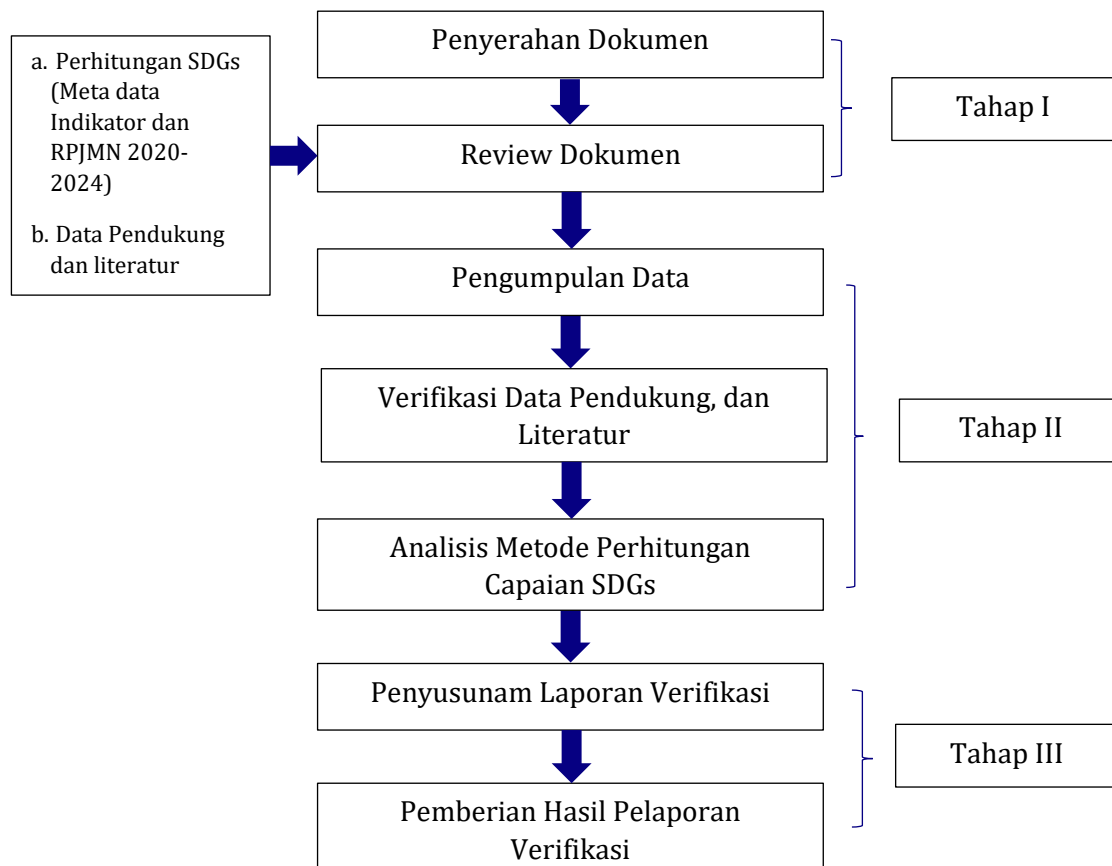 Penyerahan Dokumen
a. Perhitungan SDGs
(Meta data
Indikator dan
RPJMN 2020-
2024)
b. Data Pendukung
dan literatur
Tahap I
Review Dokumen
Pengumpulan Data
Verifikasi Data Pendukung, dan
Literatur
Tahap II
Analisis Metode Perhitungan
Capaian SDGs
Penyusunam Laporan Verifikasi
Tahap III
Pemberian Hasil Pelaporan
Verifikasi